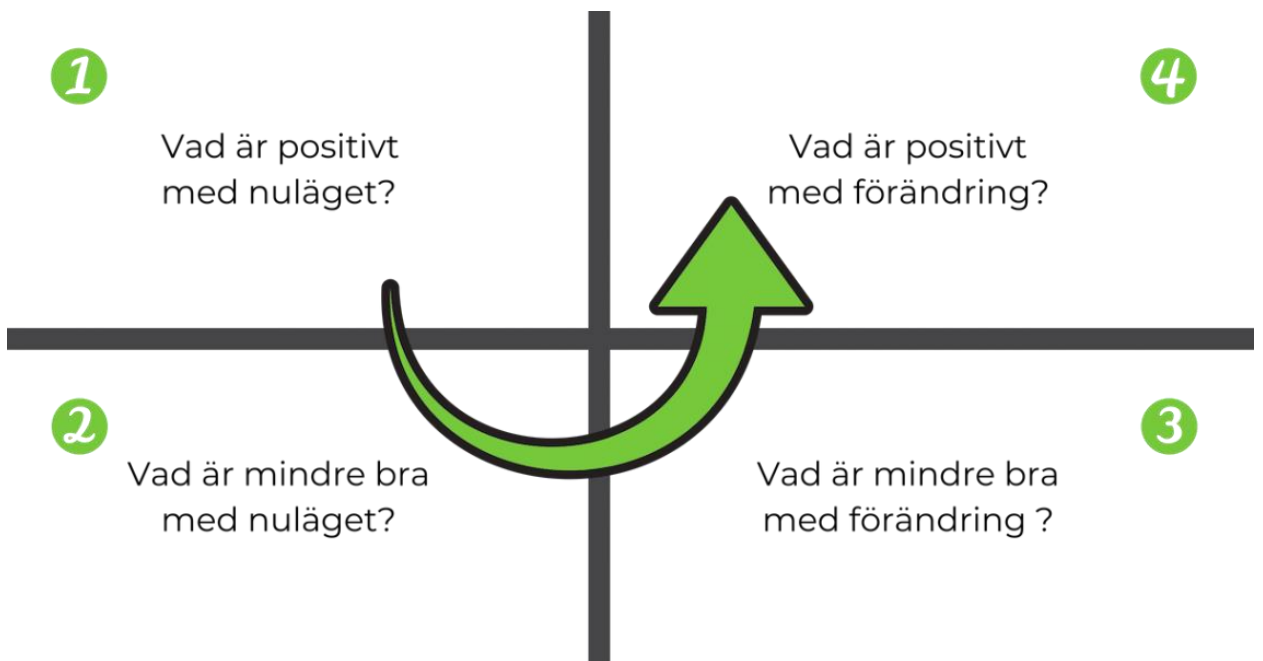 1
Vad är positivt
med nuläget?
4
Vad är positivt
med förändring?
2
Vad är mindre bra
med nuläget?
3
Vad är mindre bra
med förändring ?